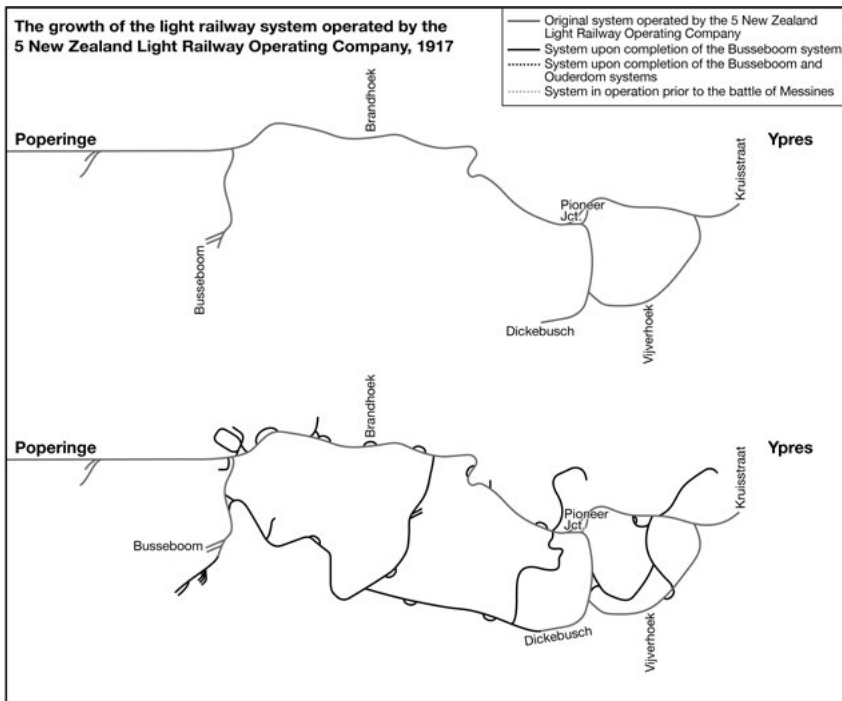 The growth of the light railway system operated by the
5 New Zealand Light Railway Operating Company, 1917
Original system operated by the 5 New Zealand
Light Railway Operating Company
System upon completion of the Busseboom system
System upon completion of the Busseboom and
Ouderdom systems
System in operation prior to the battle of Messines
Poperinge
Brandhoek
Ypres
Kruisstraat
Pioneer
Jct.
Busseboom
Dickebusch
Vijverhoek
Poperinge
Brandhoek
Ypres
Kruisstraat
Pioneer
Jct.
Busseboom
Dickebusch
Vijverhoek